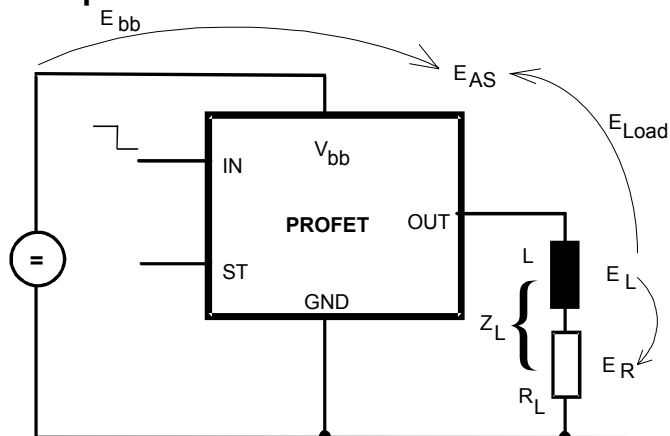 E bb
E AS
E Load
V bb
IN
PROFET
OUT
ST
GND
=
L
E L
Z L
{
E R
R L